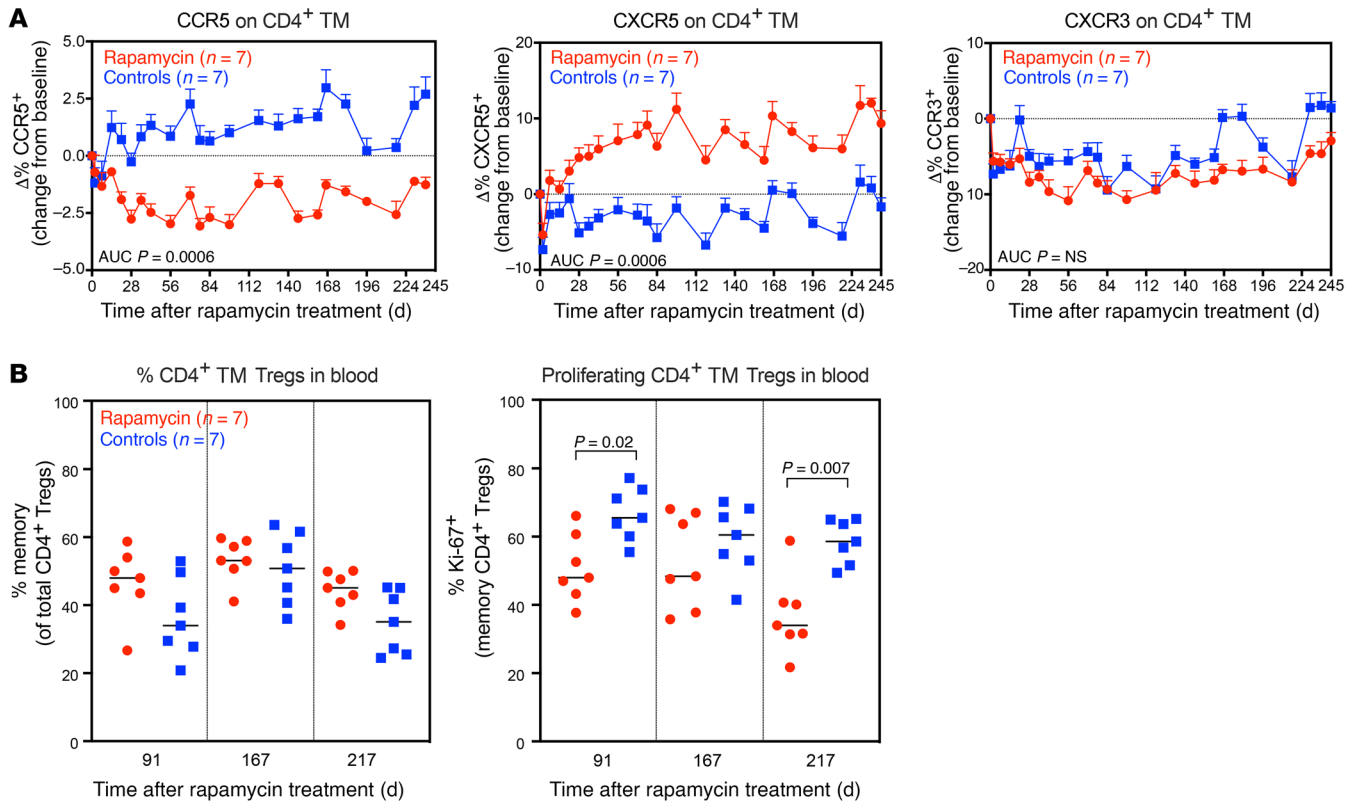 A
CCR5 on CD4+ TM
Δ% CCR5+
(change from baseline)
5.0
2.5
0.0
–2.5
–5.0
Rapamycin (n = 7)
Controls (n = 7)
AUC P = 0.0006
0 28 56 84 112 140 168 196 224 245
Time after rapamycin treatment (d)
CXCR5 on CD4+ TM
Δ% CXCR5+
(change from baseline)
20
10
0
–10
Rapamycin (n = 7)
Controls (n = 7)
AUC P = 0.0006
0 28 56 84 112 140 168 196 224 245
Time after rapamycin treatment (d)
CXCR3 on CD4+ TM
Δ% CCR3+
(change from baseline)
10
0
10
–20
Rapamycin (n = 7)
Controls (n = 7)
AUC P = NS
0 28 56 84 112 140 168 196 224 245
Time after rapamycin treatment (d)
B
% CD4+ TM Tregs in blood
% memory
(of total CD4+ Tregs)
100
80
60
40
20
0
Rapamycin (n = 7)
Controls (n = 7)
91 167 217
Time after rapamycin treatment (d)
Proliferating CD4+ TM Tregs in blood
% Ki-67+
(memory CD4+ Tregs)
100
80
60
40
20
0
P = 0.02
P = 0.007
91 167 217
Time after rapamycin treatment (d)